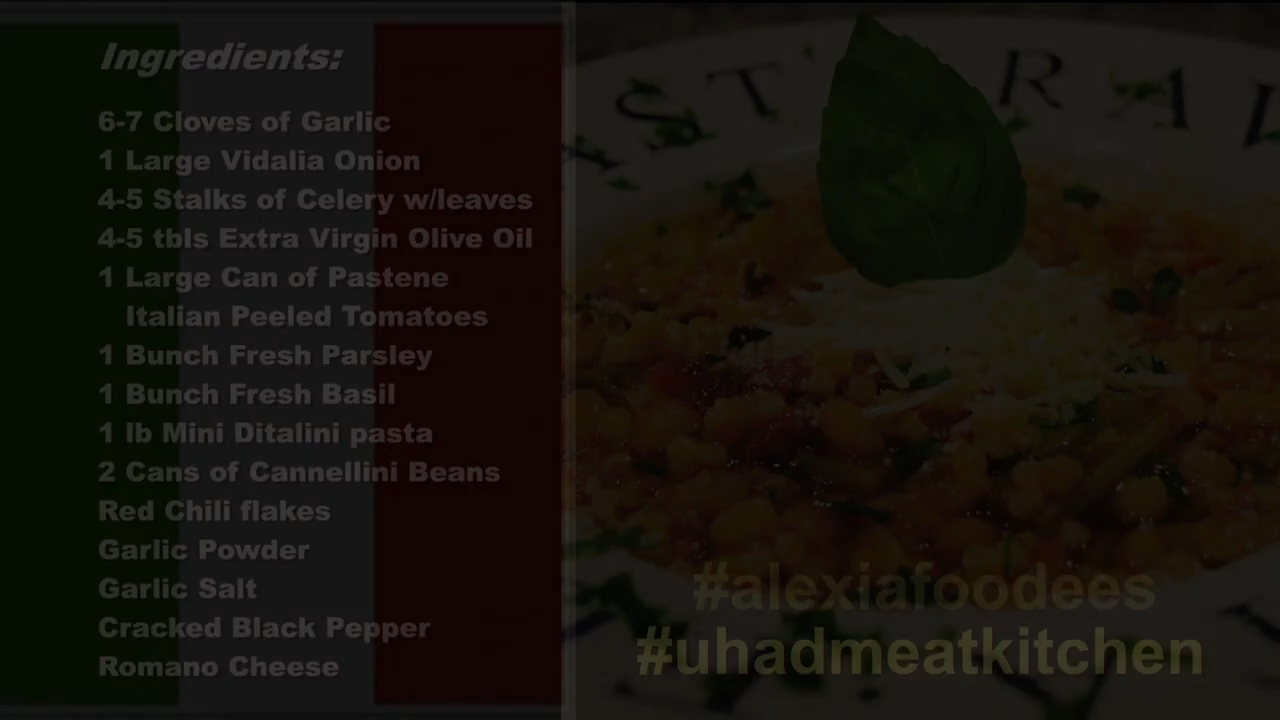 Ingredients:
6-7 Cloves of Garlic
1 Large Vidalia Onion
4-5 Stalks of Celery w/leaves
4-5 tbls Extra Virgin Olive Oil
1 Large Can of Pastene
Italian Peeled Tomatoes
1 Bunch Fresh Parsley
1 Bunch Fresh Basil
1 lb Mini Ditalini pasta
2 Cans of Cannellini Beans
Red Chili flakes
Garlic Powder
Garlic Salt
Cracked Black Pepper
Romano Cheese
#alexiafoodees
#uhadmeatkitchen